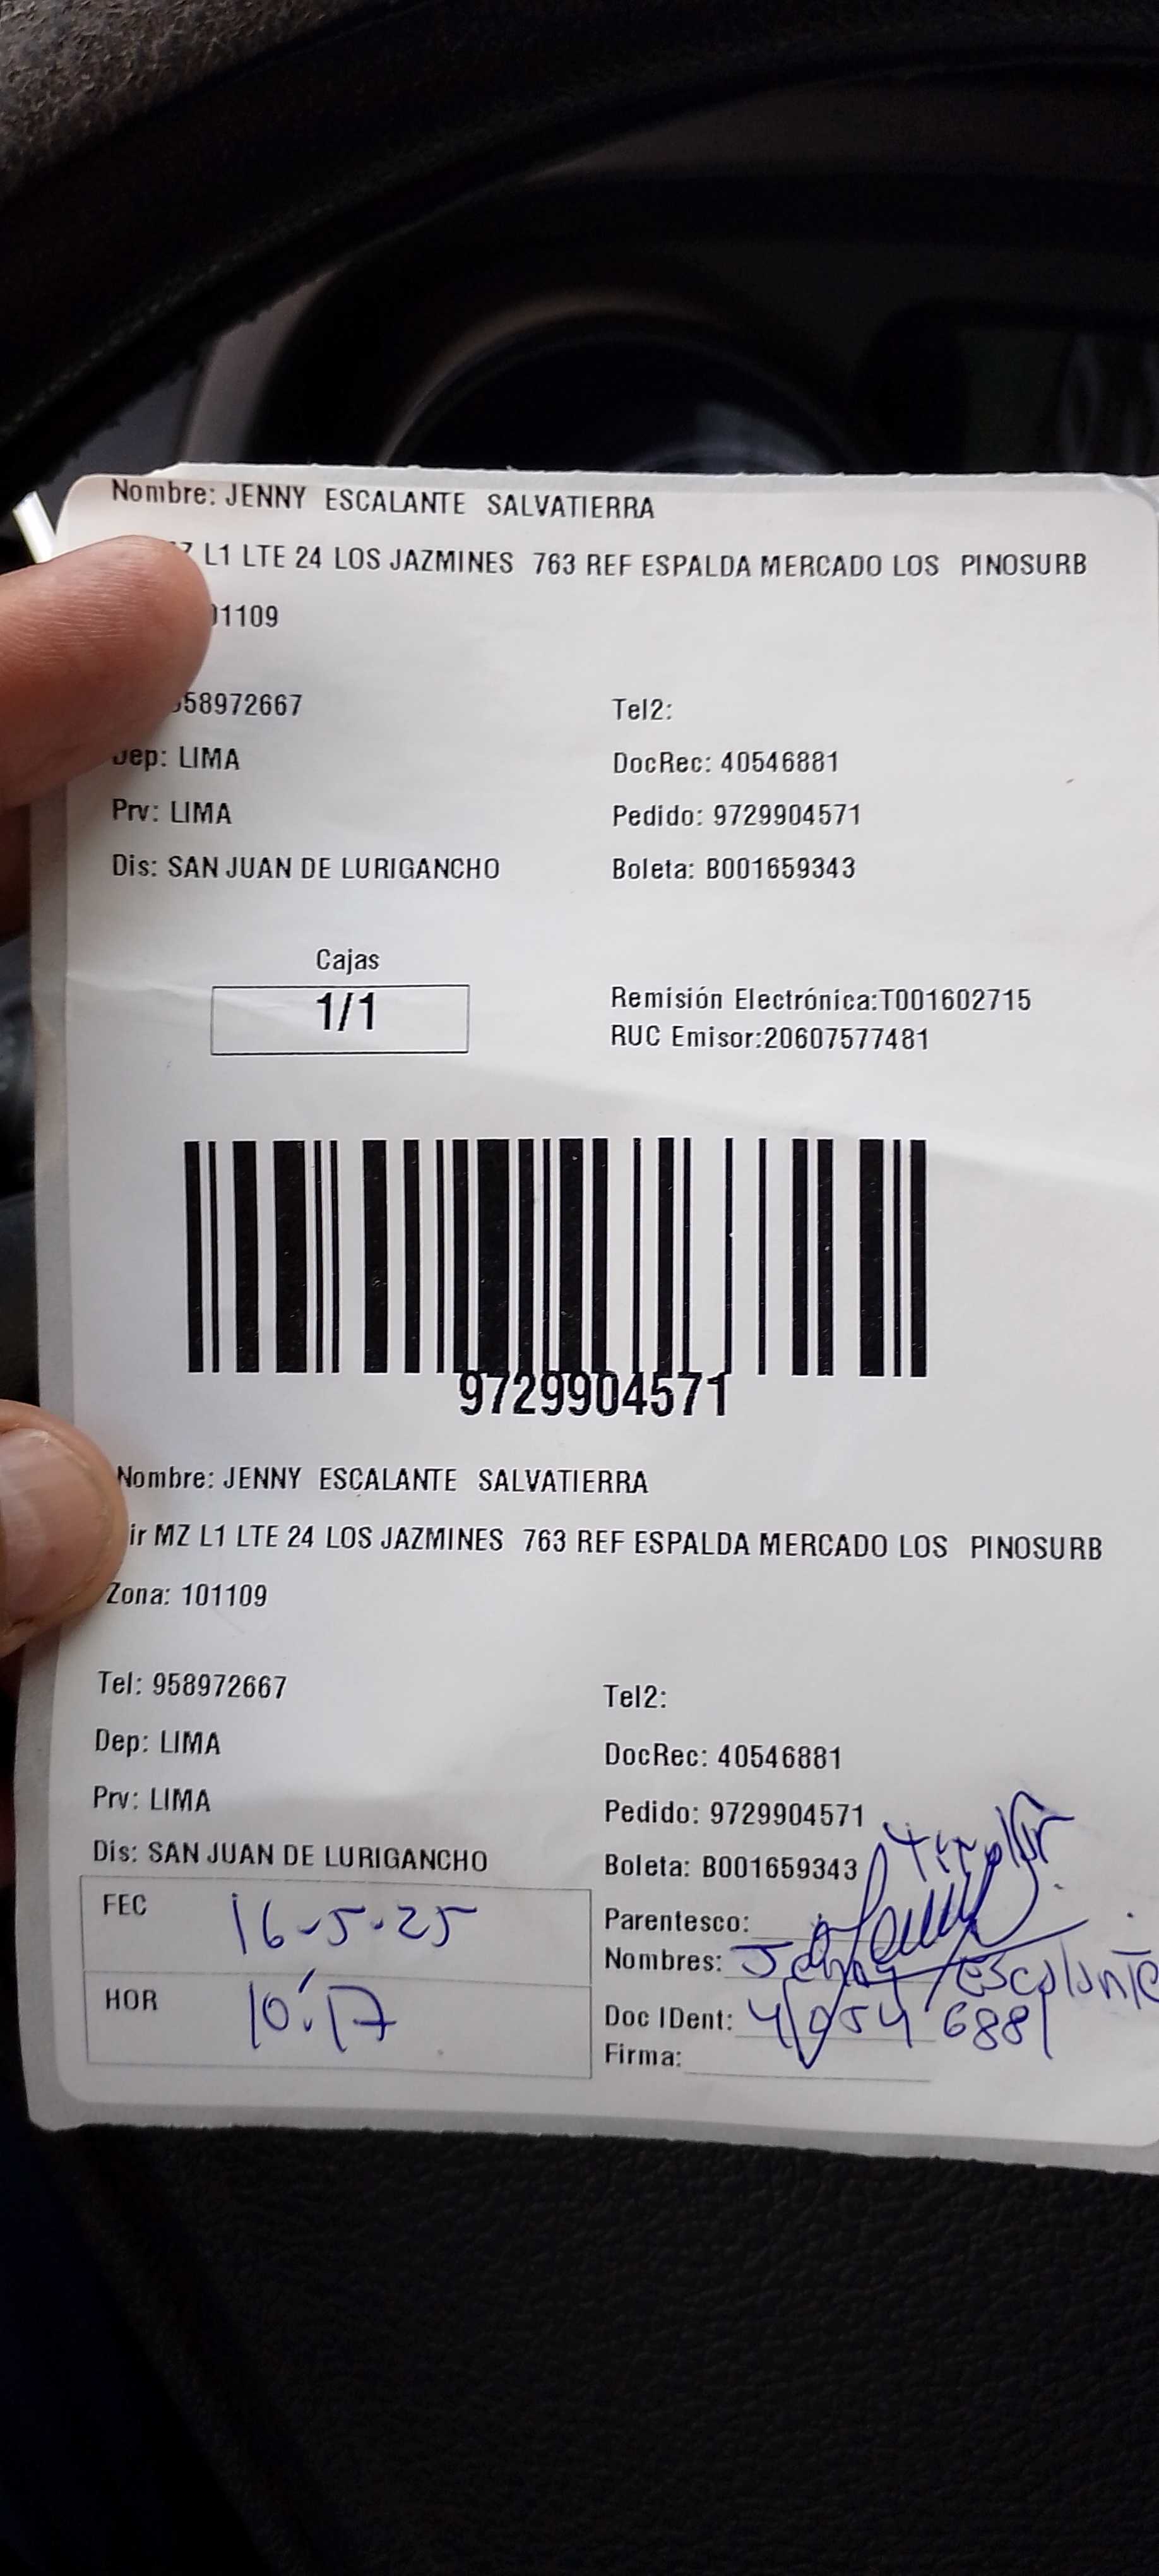 Nombre: JENNY ESCALANTE SALVATIERRA
L1 LTE 24 LOS JAZMINES 763 REF ESPALDA MERCADO LOS PINOSURB
01109
58972667 Tel2:
Dep: LIMA DocRec: 40546881
Prv: LIMA Pedido: 9729904571
Dis: SAN JUAN DE LURIGANCHO Boleta: B001659343
Cajas
1/1
Remisión Electrónica:T001602715
RUC Emisor:20607577481
9729904571
Nombre: JENNY ESCALANTE SALVATIERRA
ir MZ L1 LTE 24 LOS JAZMINES 763 REF ESPALDA MERCADO LOS PINOSURB
Zona: 101109
Tel: 958972667 Tel2:
Dep: LIMA DocRec: 40546881
Prv: LIMA Pedido: 9729904571
Dis: SAN JUAN DE LURIGANCHO Boleta: B001659343
FEC 16-5-25 Parentesco: Titular
Nombres: Jenny Escalante
HOR 10:17 Doc IDent: 40546881
Firma: